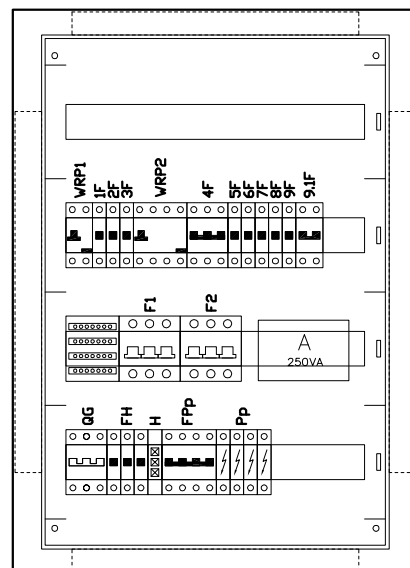 WRP1 1F 2F 3F WRP2 4F 5F 6F 7F 8F 9F 9.1F
F1 F2
A
250VA
QG FH H FPp Pp